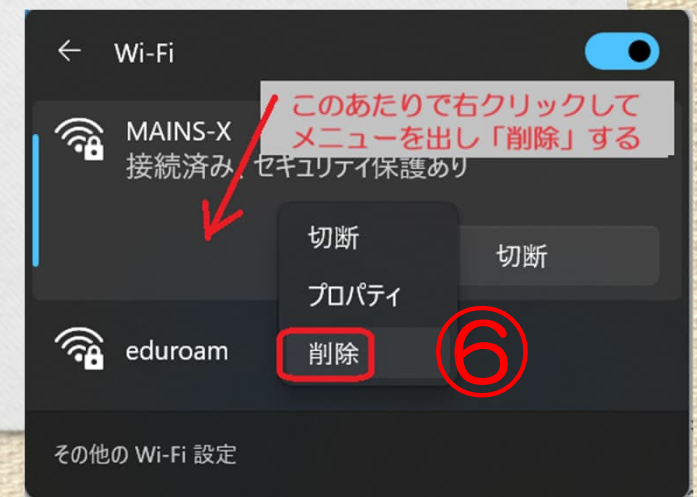 ← Wi-Fi
このあたりで右クリックして
メニューを出し「削除」する
MAINS-X
接続済み、セキュリティ保護あり
切断
プロパティ
削除
切断
⑥
eduroam
その他の Wi-Fi 設定